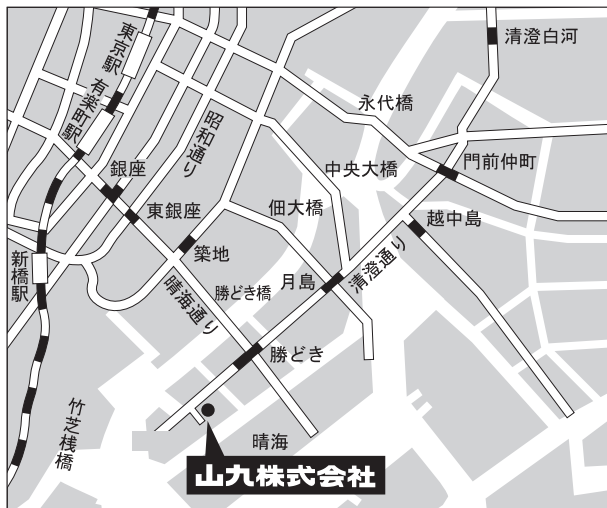 清澄白河
東京駅
有楽町駅
永代橋
昭和通り
中央大橋
門前仲町
銀座
東銀座
佃大橋
越中島
築地
新橋駅
月島
清澄通り
勝どき橋
晴海通り
勝どき
竹芝桟橋
晴海
山九株式会社